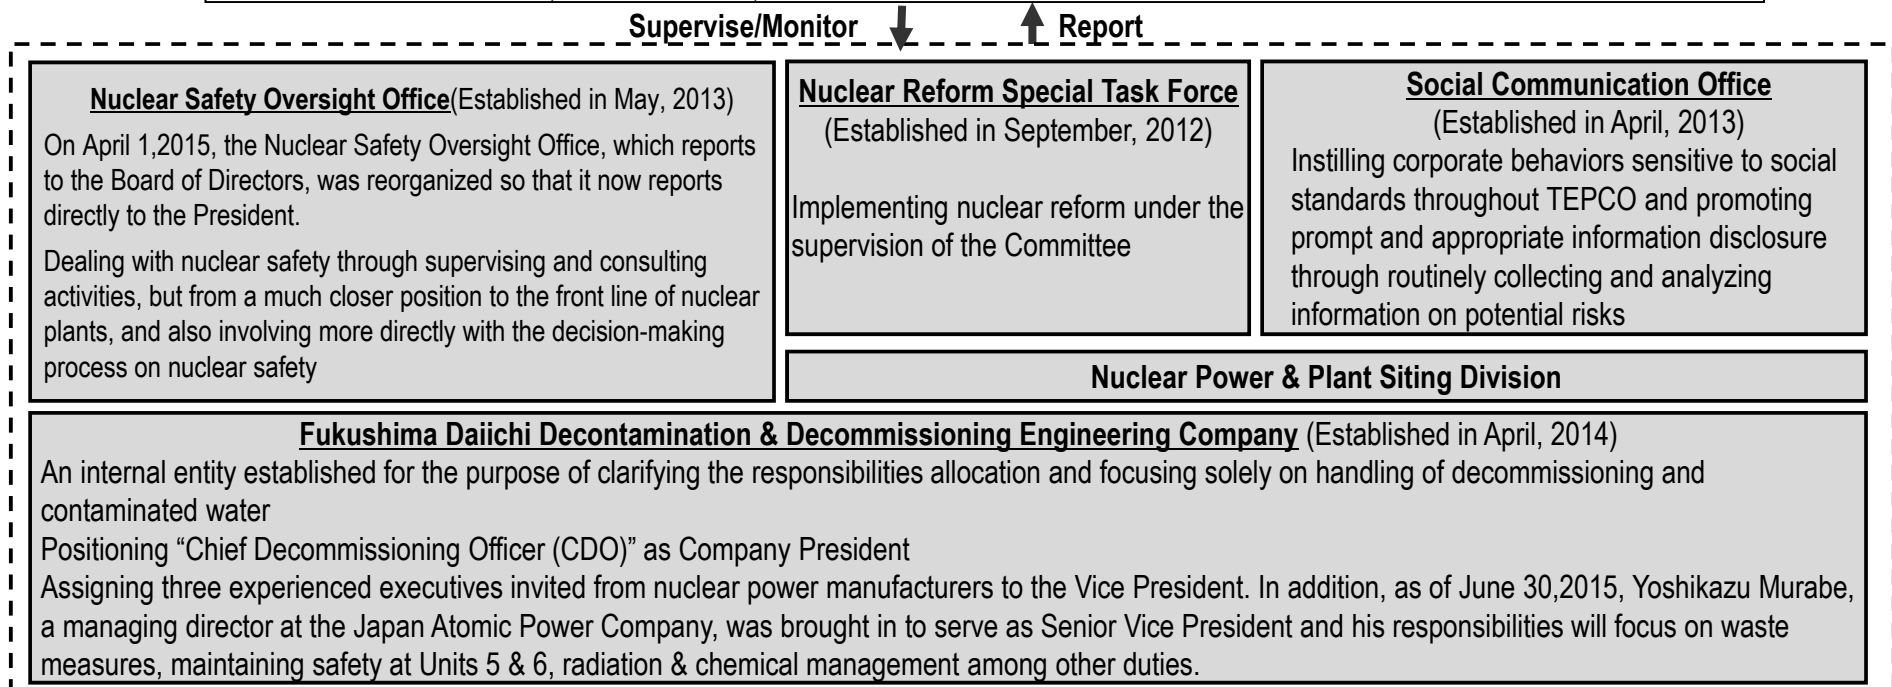 Supervise/Monitor Report
Nuclear Safety Oversight Office(Established in May, 2013)
On April 1,2015, the Nuclear Safety Oversight Office, which reports
to the Board of Directors, was reorganized so that it now reports
directly to the President.
Dealing with nuclear safety through supervising and consulting
activities, but from a much closer position to the front line of nuclear
plants, and also involving more directly with the decision-making
process on nuclear safety
Nuclear Reform Special Task Force
(Established in September, 2012)
Implementing nuclear reform under the
supervision of the Committee
Social Communication Office
(Established in April, 2013)
Instilling corporate behaviors sensitive to social
standards throughout TEPCO and promoting
prompt and appropriate information disclosure
through routinely collecting and analyzing
information on potential risks
Nuclear Power & Plant Siting Division
Fukushima Daiichi Decontamination & Decommissioning Engineering Company (Established in April, 2014)
An internal entity established for the purpose of clarifying the responsibilities allocation and focusing solely on handling of decommissioning and
contaminated water
Positioning “Chief Decommissioning Officer (CDO)” as Company President
Assigning three experienced executives invited from nuclear power manufacturers to the Vice President. In addition, as of June 30,2015, Yoshikazu Murabe,
a managing director at the Japan Atomic Power Company, was brought in to serve as Senior Vice President and his responsibilities will focus on waste
measures, maintaining safety at Units 5 & 6, radiation & chemical management among other duties.